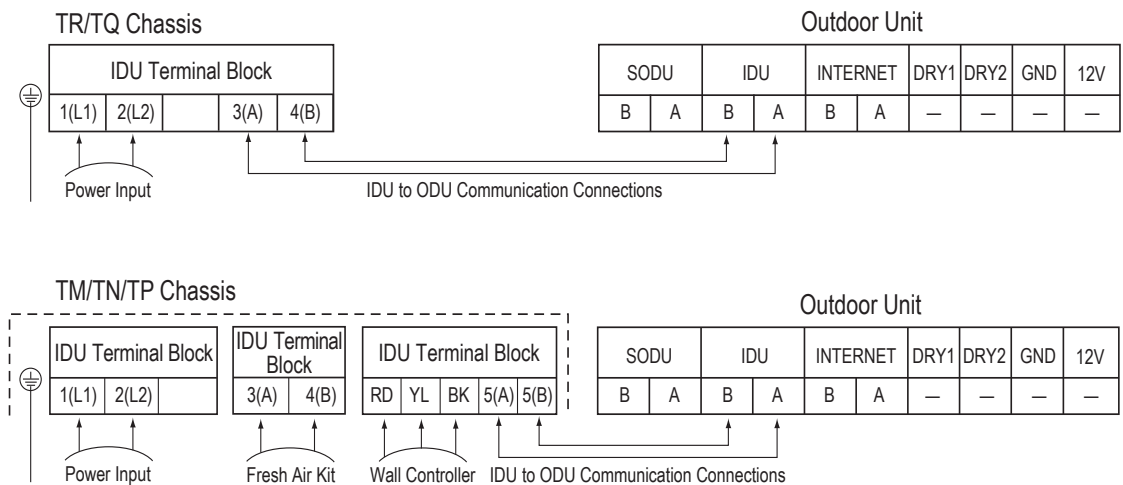 TR/TQ Chassis
Outdoor Unit
IDU Terminal Block
SODU IDU INTERNET DRY1 DRY2 GND 12V
1(L1) 2(L2) 3(A) 4(B)
B A B A B A – – – –
Power Input
IDU to ODU Communication Connections
TM/TN/TP Chassis
Outdoor Unit
IDU Terminal Block
IDU Terminal
Block
IDU Terminal Block
SODU IDU INTERNET DRY1 DRY2 GND 12V
1(L1) 2(L2)
3(A) 4(B)
RD YL BK 5(A) 5(B)
B A B A B A – – – –
Power Input
Fresh Air Kit
Wall Controller
IDU to ODU Communication Connections